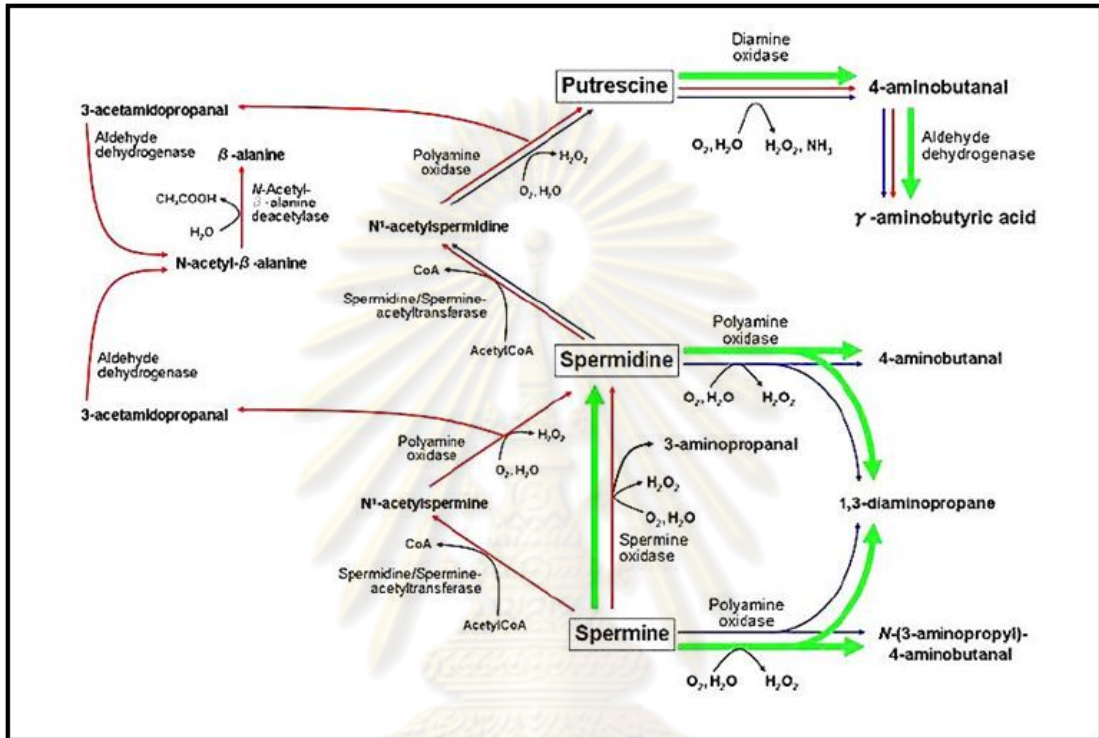 Diamine
oxidase
Putrescine
4-aminobutanal
O₂, H₂O
H₂O₂, NH₃
Aldehyde
dehydrogenase
γ-aminobutyric acid
3-acetamidopropanal
Aldehyde
dehydrogenase
β-alanine
CH₃COOH
H₂O
N-Acetyl-
β-alanine
deacetylase
N-acetyl-β-alanine
Polyamine
oxidase
H₂O₂
O₂, H₂O
N¹-acetylspermidine
CoA
Spermidine/Spermine-
acetyltransferase
AcetylCoA
Spermidine
Polyamine
oxidase
4-aminobutanal
O₂, H₂O
H₂O₂
Aldehyde
dehydrogenase
3-acetamidopropanal
Polyamine
oxidase
H₂O₂
O₂, H₂O
3-aminopropanal
H₂O₂
O₂, H₂O
Spermine
oxidase
1,3-diaminopropane
N¹-acetylspermine
CoA
Spermidine/Spermine-
acetyltransferase
AcetylCoA
Spermine
Polyamine
oxidase
N-(3-aminopropyl)-
4-aminobutanal
O₂, H₂O
H₂O₂